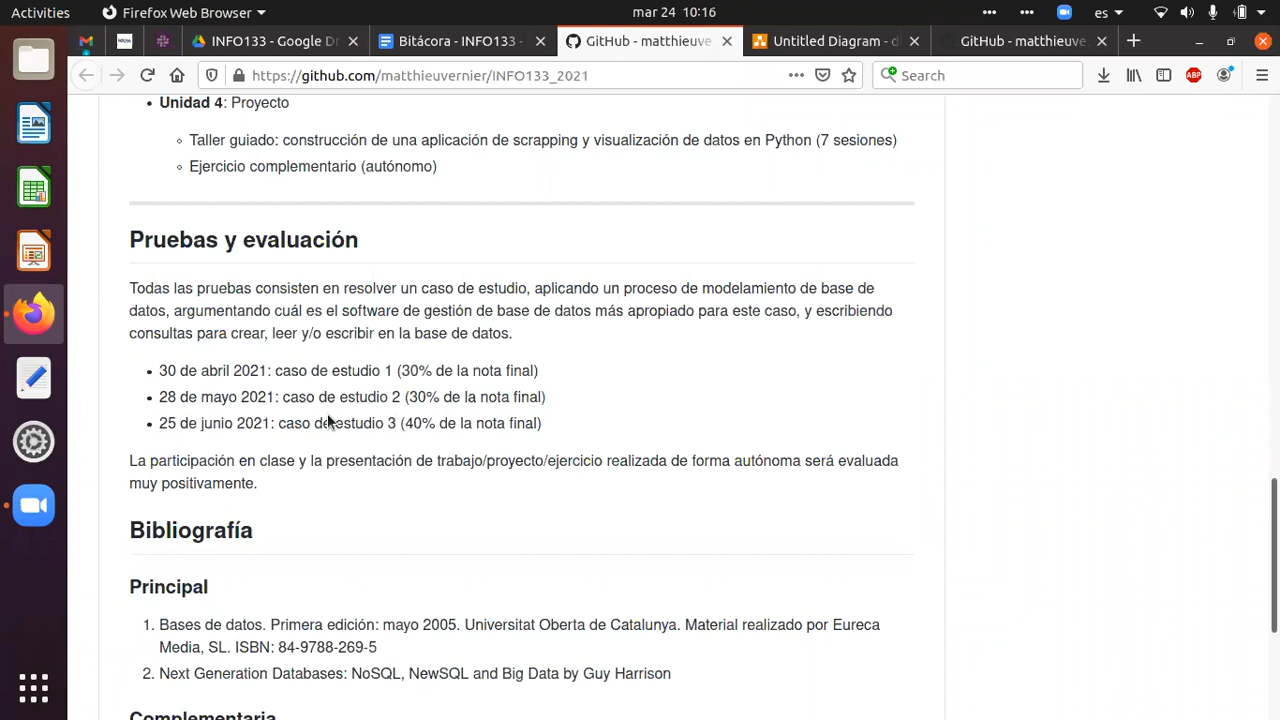 Activities
Firefox Web Browser
mar 24 10:16
es
INFO133 - Google Dr
Bitácora - INFO133 -
GitHub - matthieuve
Untitled Diagram - d
GitHub - matthieuve
https://github.com/matthieuvernier/INFO133_2021
Search
ABP
Unidad 4: Proyecto
Taller guiado: construcción de una aplicación de scrapping y visualización de datos en Python (7 sesiones)
Ejercicio complementario (autónomo)
Pruebas y evaluación
Todas las pruebas consisten en resolver un caso de estudio, aplicando un proceso de modelamiento de base de
datos, argumentando cuál es el software de gestión de base de datos más apropiado para este caso, y escribiendo
consultas para crear, leer y/o escribir en la base de datos.
30 de abril 2021: caso de estudio 1 (30% de la nota final)
28 de mayo 2021: caso de estudio 2 (30% de la nota final)
25 de junio 2021: caso de estudio 3 (40% de la nota final)
La participación en clase y la presentación de trabajo/proyecto/ejercicio realizada de forma autónoma será evaluada
muy positivamente.
Bibliografía
Principal
1. Bases de datos. Primera edición: mayo 2005. Universitat Oberta de Catalunya. Material realizado por Eureca
Media, SL. ISBN: 84-9788-269-5
2. Next Generation Databases: NoSQL, NewSQL and Big Data by Guy Harrison
Complementaria